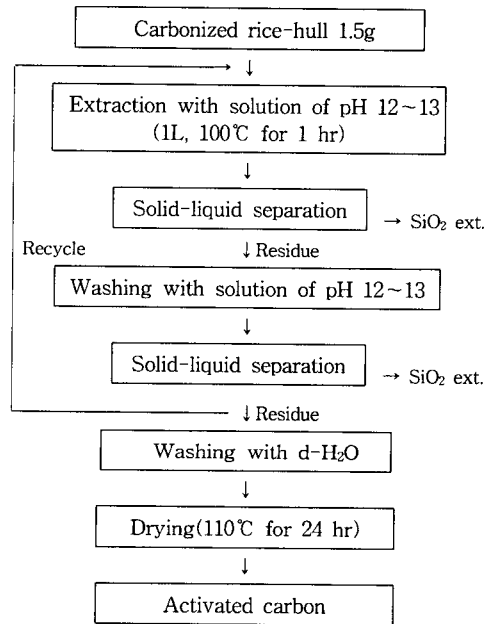 Carbonized rice-hull 1.5g
↓
Extraction with solution of pH 12~13
(1L, 100℃ for 1 hr)
↓
Solid-liquid separation
→ SiO₂ ext.
Recycle
↓ Residue
Washing with solution of pH 12~13
↓
Solid-liquid separation
→ SiO₂ ext.
↓ Residue
Washing with d-H₂O
↓
Drying(110℃ for 24 hr)
↓
Activated carbon